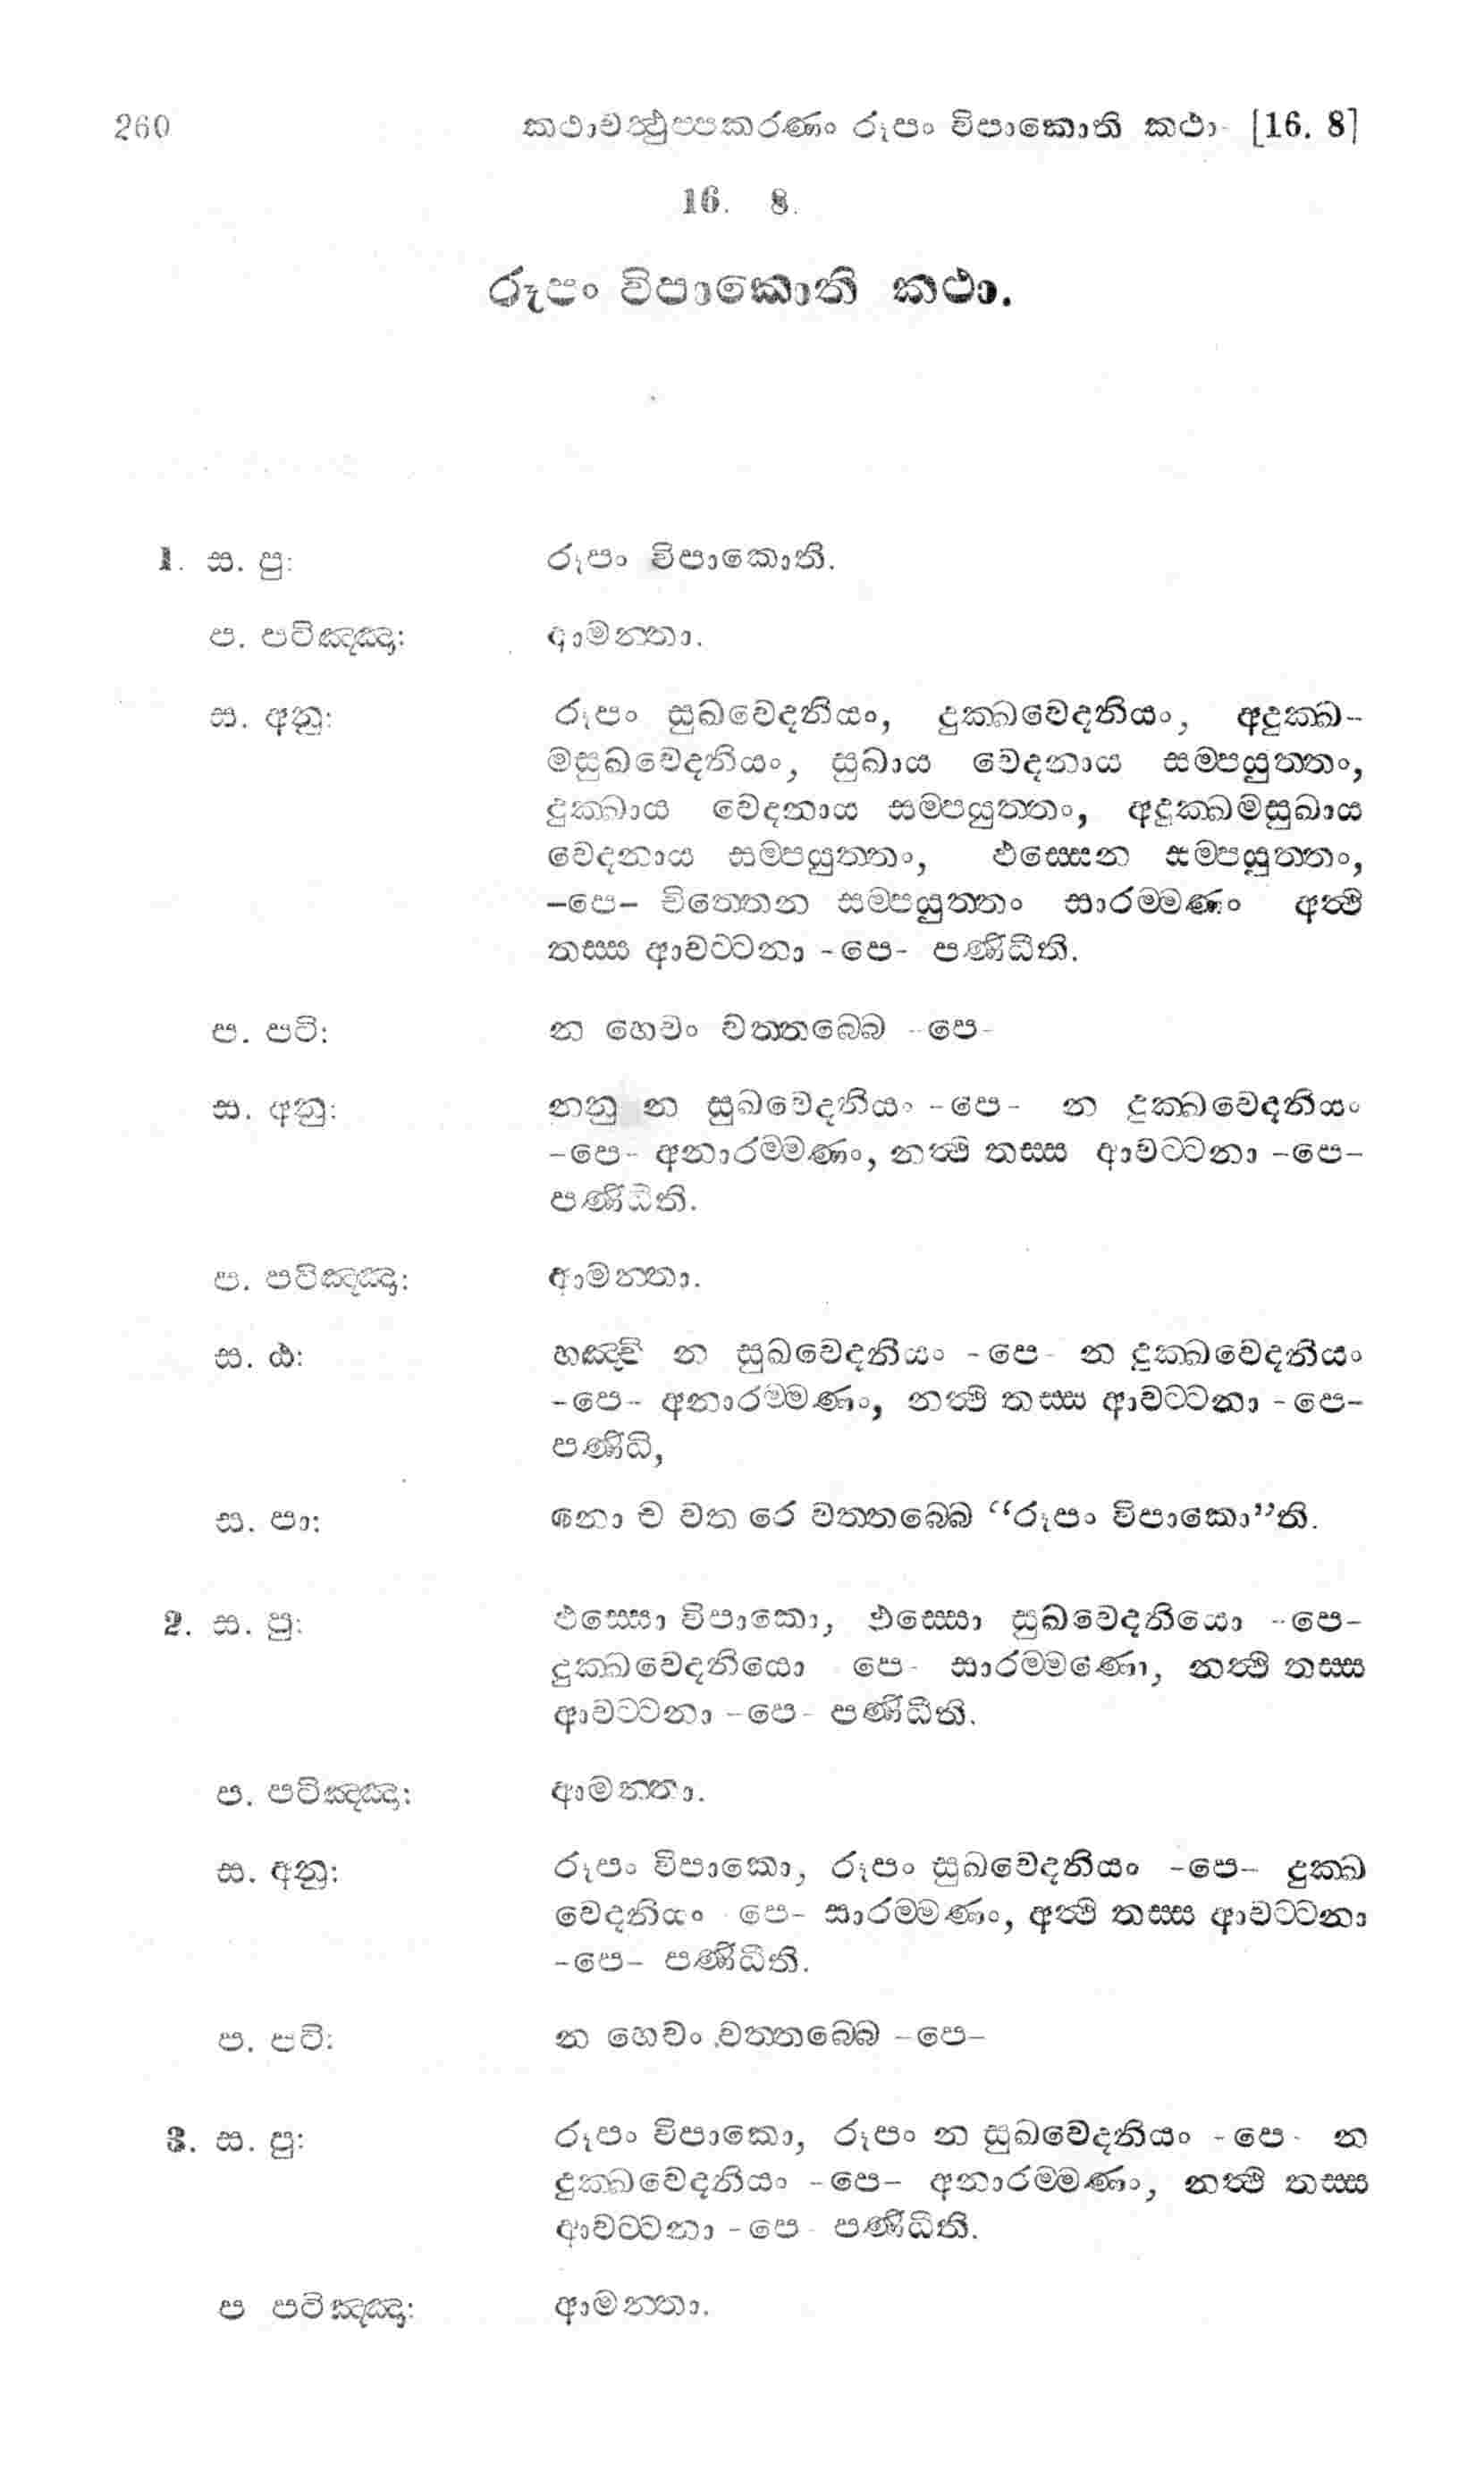 260 කථාවත්‍ථුප්පකරණං රූපං විපාකොති කථා [16. 8]
16. 8.
රූපං විපාකොති කථා.
1. ස. පු: රූපං විපාකොති.
ප. පටිඤ්ඤා: ආමන්තා.
ස. අනු: රූපං සුඛවෙදනියං, දුක්ඛවෙදනියං, අදුක්ඛ-
මසුඛවෙදනියං, සුඛාය වෙදනාය සම්පයුත්තං,
දුක්ඛාය වෙදනාය සම්පයුත්තං, අදුක්ඛමසුඛාය
වෙදනාය සම්පයුත්තං, ඵස්සෙන සම්පයුත්තං,
-පෙ- චිත්තෙන සම්පයුත්තං සාරම්මණං අත්‍ථි
තස්ස ආවට්ටනා -පෙ- පණිධීති.
ප. පටි: න හෙවං වත්තබ්බෙ -පෙ-
ස. අනු: නනු න සුඛවෙදනියං -පෙ- න දුක්ඛවෙදනියං
-පෙ- අනාරම්මණං, නත්‍ථි තස්ස ආවට්ටනා -පෙ-
පණිධිති.
ප. පටිඤ්ඤා: ආමන්තා.
ස. ඨ: හඤ්චි න සුඛවෙදනියං -පෙ- න දුක්ඛවෙදනියං
-පෙ- අනාරම්මණං, නත්‍ථි තස්ස ආවට්ටනා -පෙ-
පණිධි,
ස. පා: නො ච වත රෙ වත්තබ්බෙ “රූපං විපාකො”ති.
2. ස. පු: ඵස්සො විපාකො, ඵස්සො සුඛවෙදනියො -පෙ-
දුක්ඛවෙදනියො පෙ- සාරම්මණො, නත්‍ථි තස්ස
ආවට්ටනා -පෙ- පණිධීති.
ප. පටිඤ්ඤා: ආමන්තා.
ස. අනු: රූපං විපාකො, රූපං සුඛවෙදනියං -පෙ- දුක්ඛ
වෙදනියං පෙ- සාරම්මණං, අත්‍ථි තස්ස ආවට්ටනා
-පෙ- පණිධීති.
ප. පටි: න හෙවං වත්තබ්බෙ -පෙ-
3. ස. පු: රූපං විපාකො, රූපං න සුඛවෙදනියං -පෙ- න
දුක්ඛවෙදනියං -පෙ- අනාරම්මණං, නත්‍ථි තස්ස
ආවට්ටනා -පෙ- පණිධිති.
ප පටිඤ්ඤා: ආමන්තා.